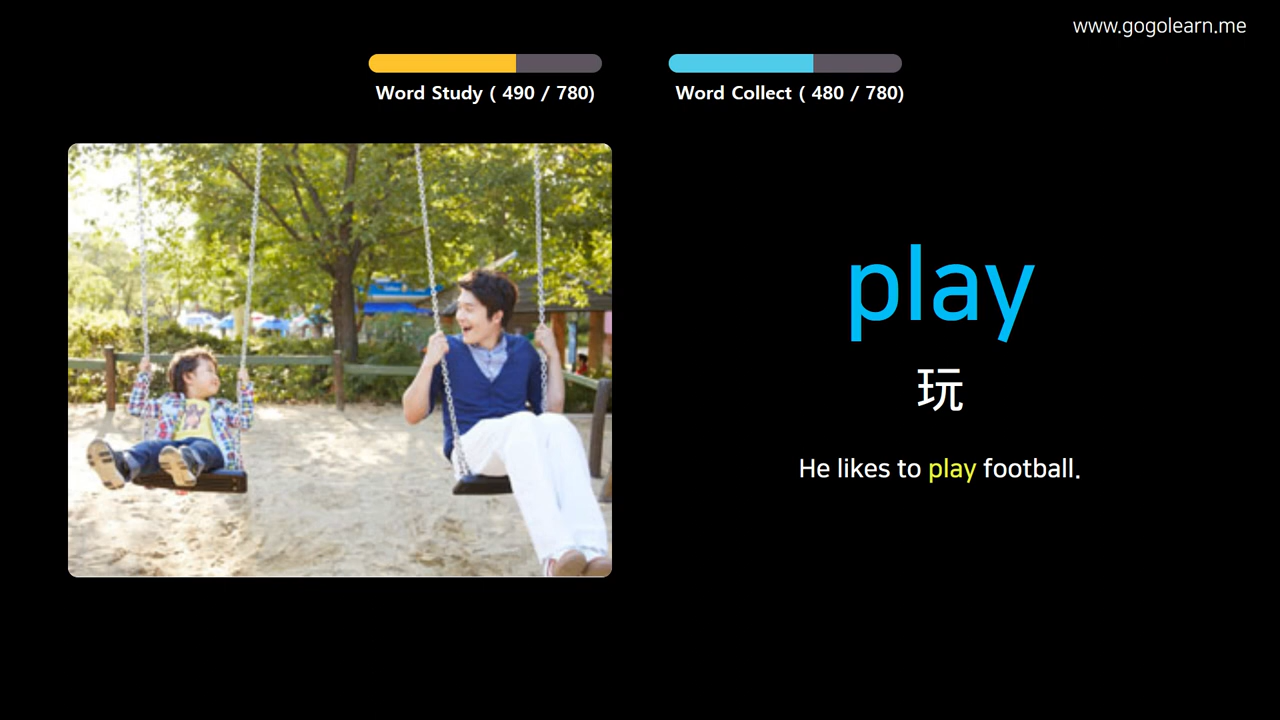 www.gogolearn.me
Word Study ( 490 / 780)
Word Collect ( 480 / 780)
play
玩
He likes to play football.